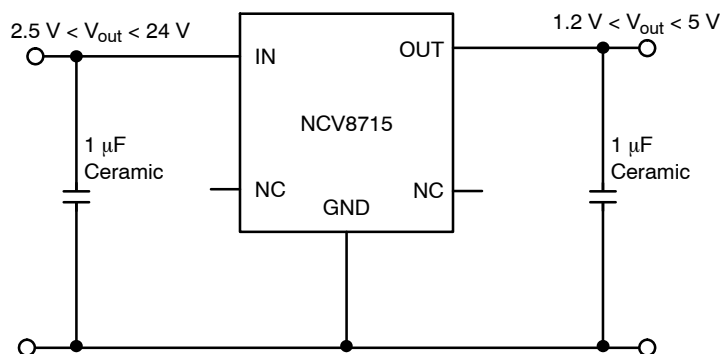 2.5 V < Vout < 24 V
1.2 V < Vout < 5 V
IN
OUT
NCV8715
1 μF
Ceramic
1 μF
Ceramic
NC
NC
GND